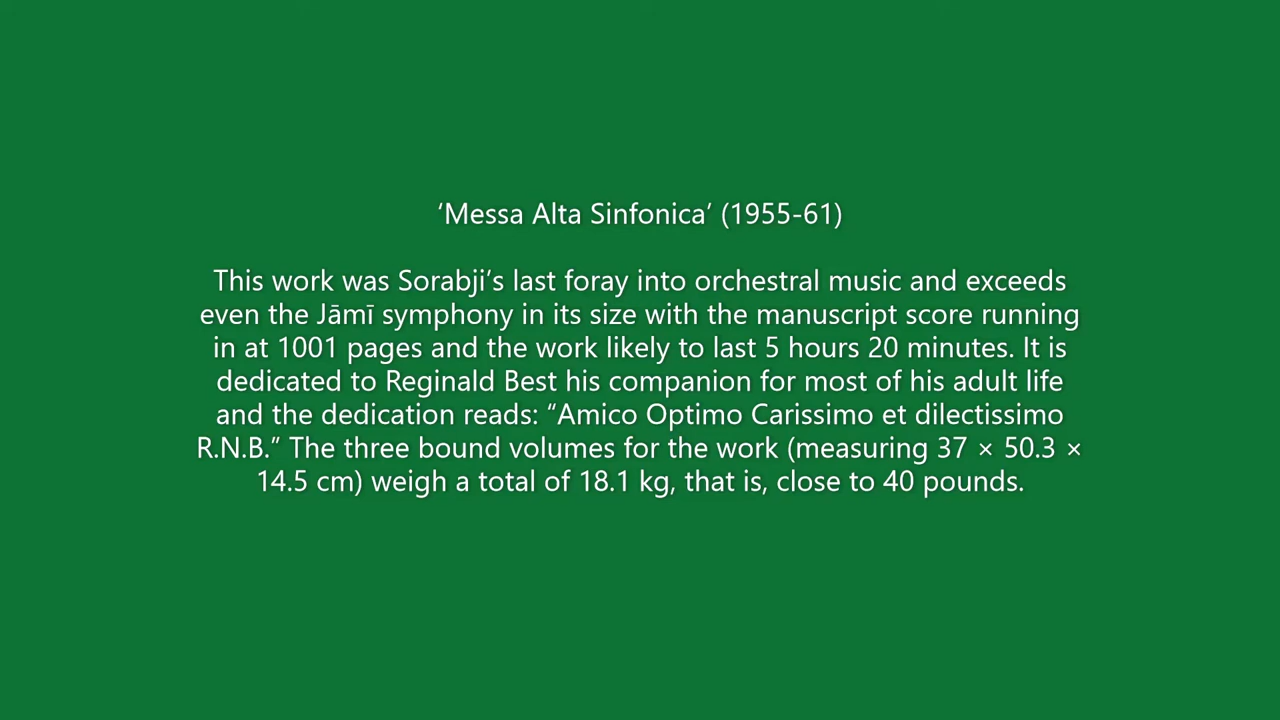 ‘Messa Alta Sinfonica’ (1955-61)
This work was Sorabji’s last foray into orchestral music and exceeds
even the Jāmī symphony in its size with the manuscript score running
in at 1001 pages and the work likely to last 5 hours 20 minutes. It is
dedicated to Reginald Best his companion for most of his adult life
and the dedication reads: “Amico Optimo Carissimo et dilectissimo
R.N.B.” The three bound volumes for the work (measuring 37 × 50.3 ×
14.5 cm) weigh a total of 18.1 kg, that is, close to 40 pounds.